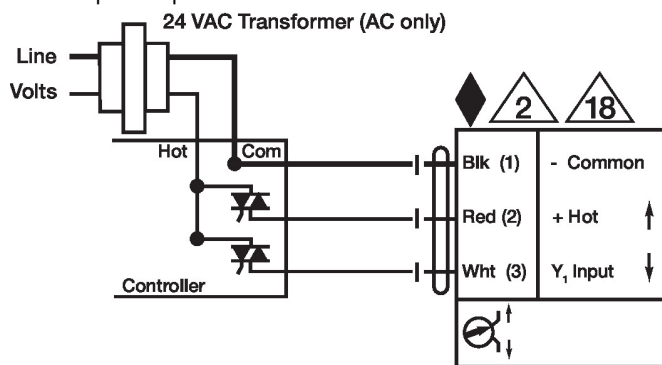 24 VAC Transformer (AC only)
Line
Volts
2
18
Hot
Com
Blk (1)
- Common
Red (2)
+ Hot
Wht (3)
Y₁ Input
Controller